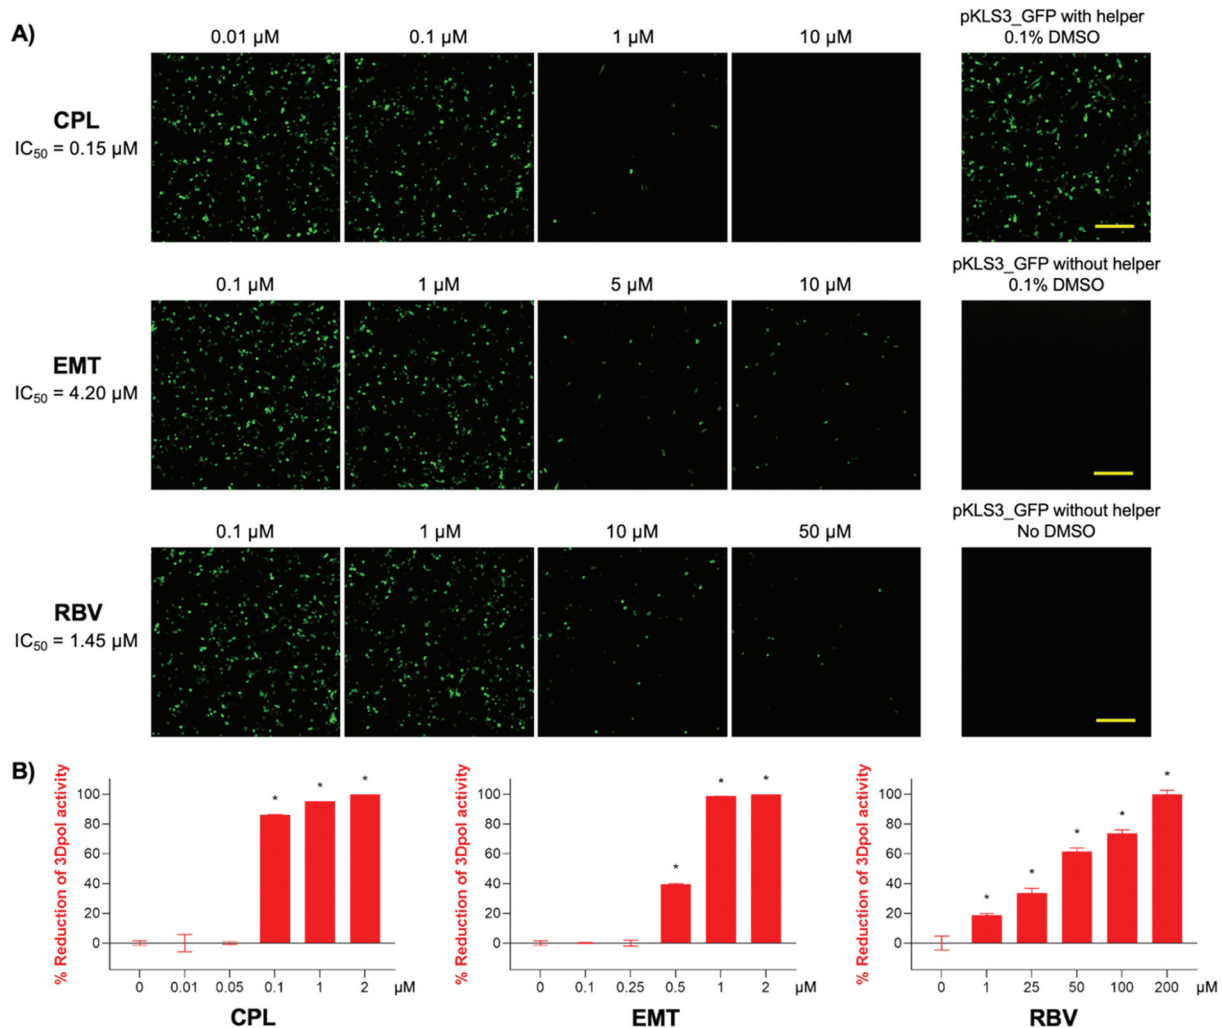 A)
0.01 µM 0.1 µM 1 µM 10 µM
pKLS3_GFP with helper
0.1% DMSO
CPL
IC50 = 0.15 µM
0.1 µM 1 µM 5 µM 10 µM
pKLS3_GFP without helper
0.1% DMSO
EMT
IC50 = 4.20 µM
0.1 µM 1 µM 10 µM 50 µM
pKLS3_GFP without helper
No DMSO
RBV
IC50 = 1.45 µM
B)
% Reduction of 3Dpol activity
100
80
60
40
20
0
* * *
0 0.01 0.05 0.1 1 2 µM
CPL
% Reduction of 3Dpol activity
100
80
60
40
20
0
* * *
0 0.1 0.25 0.5 1 2 µM
EMT
% Reduction of 3Dpol activity
100
80
60
40
20
0
* * * * *
0 1 25 50 100 200 µM
RBV